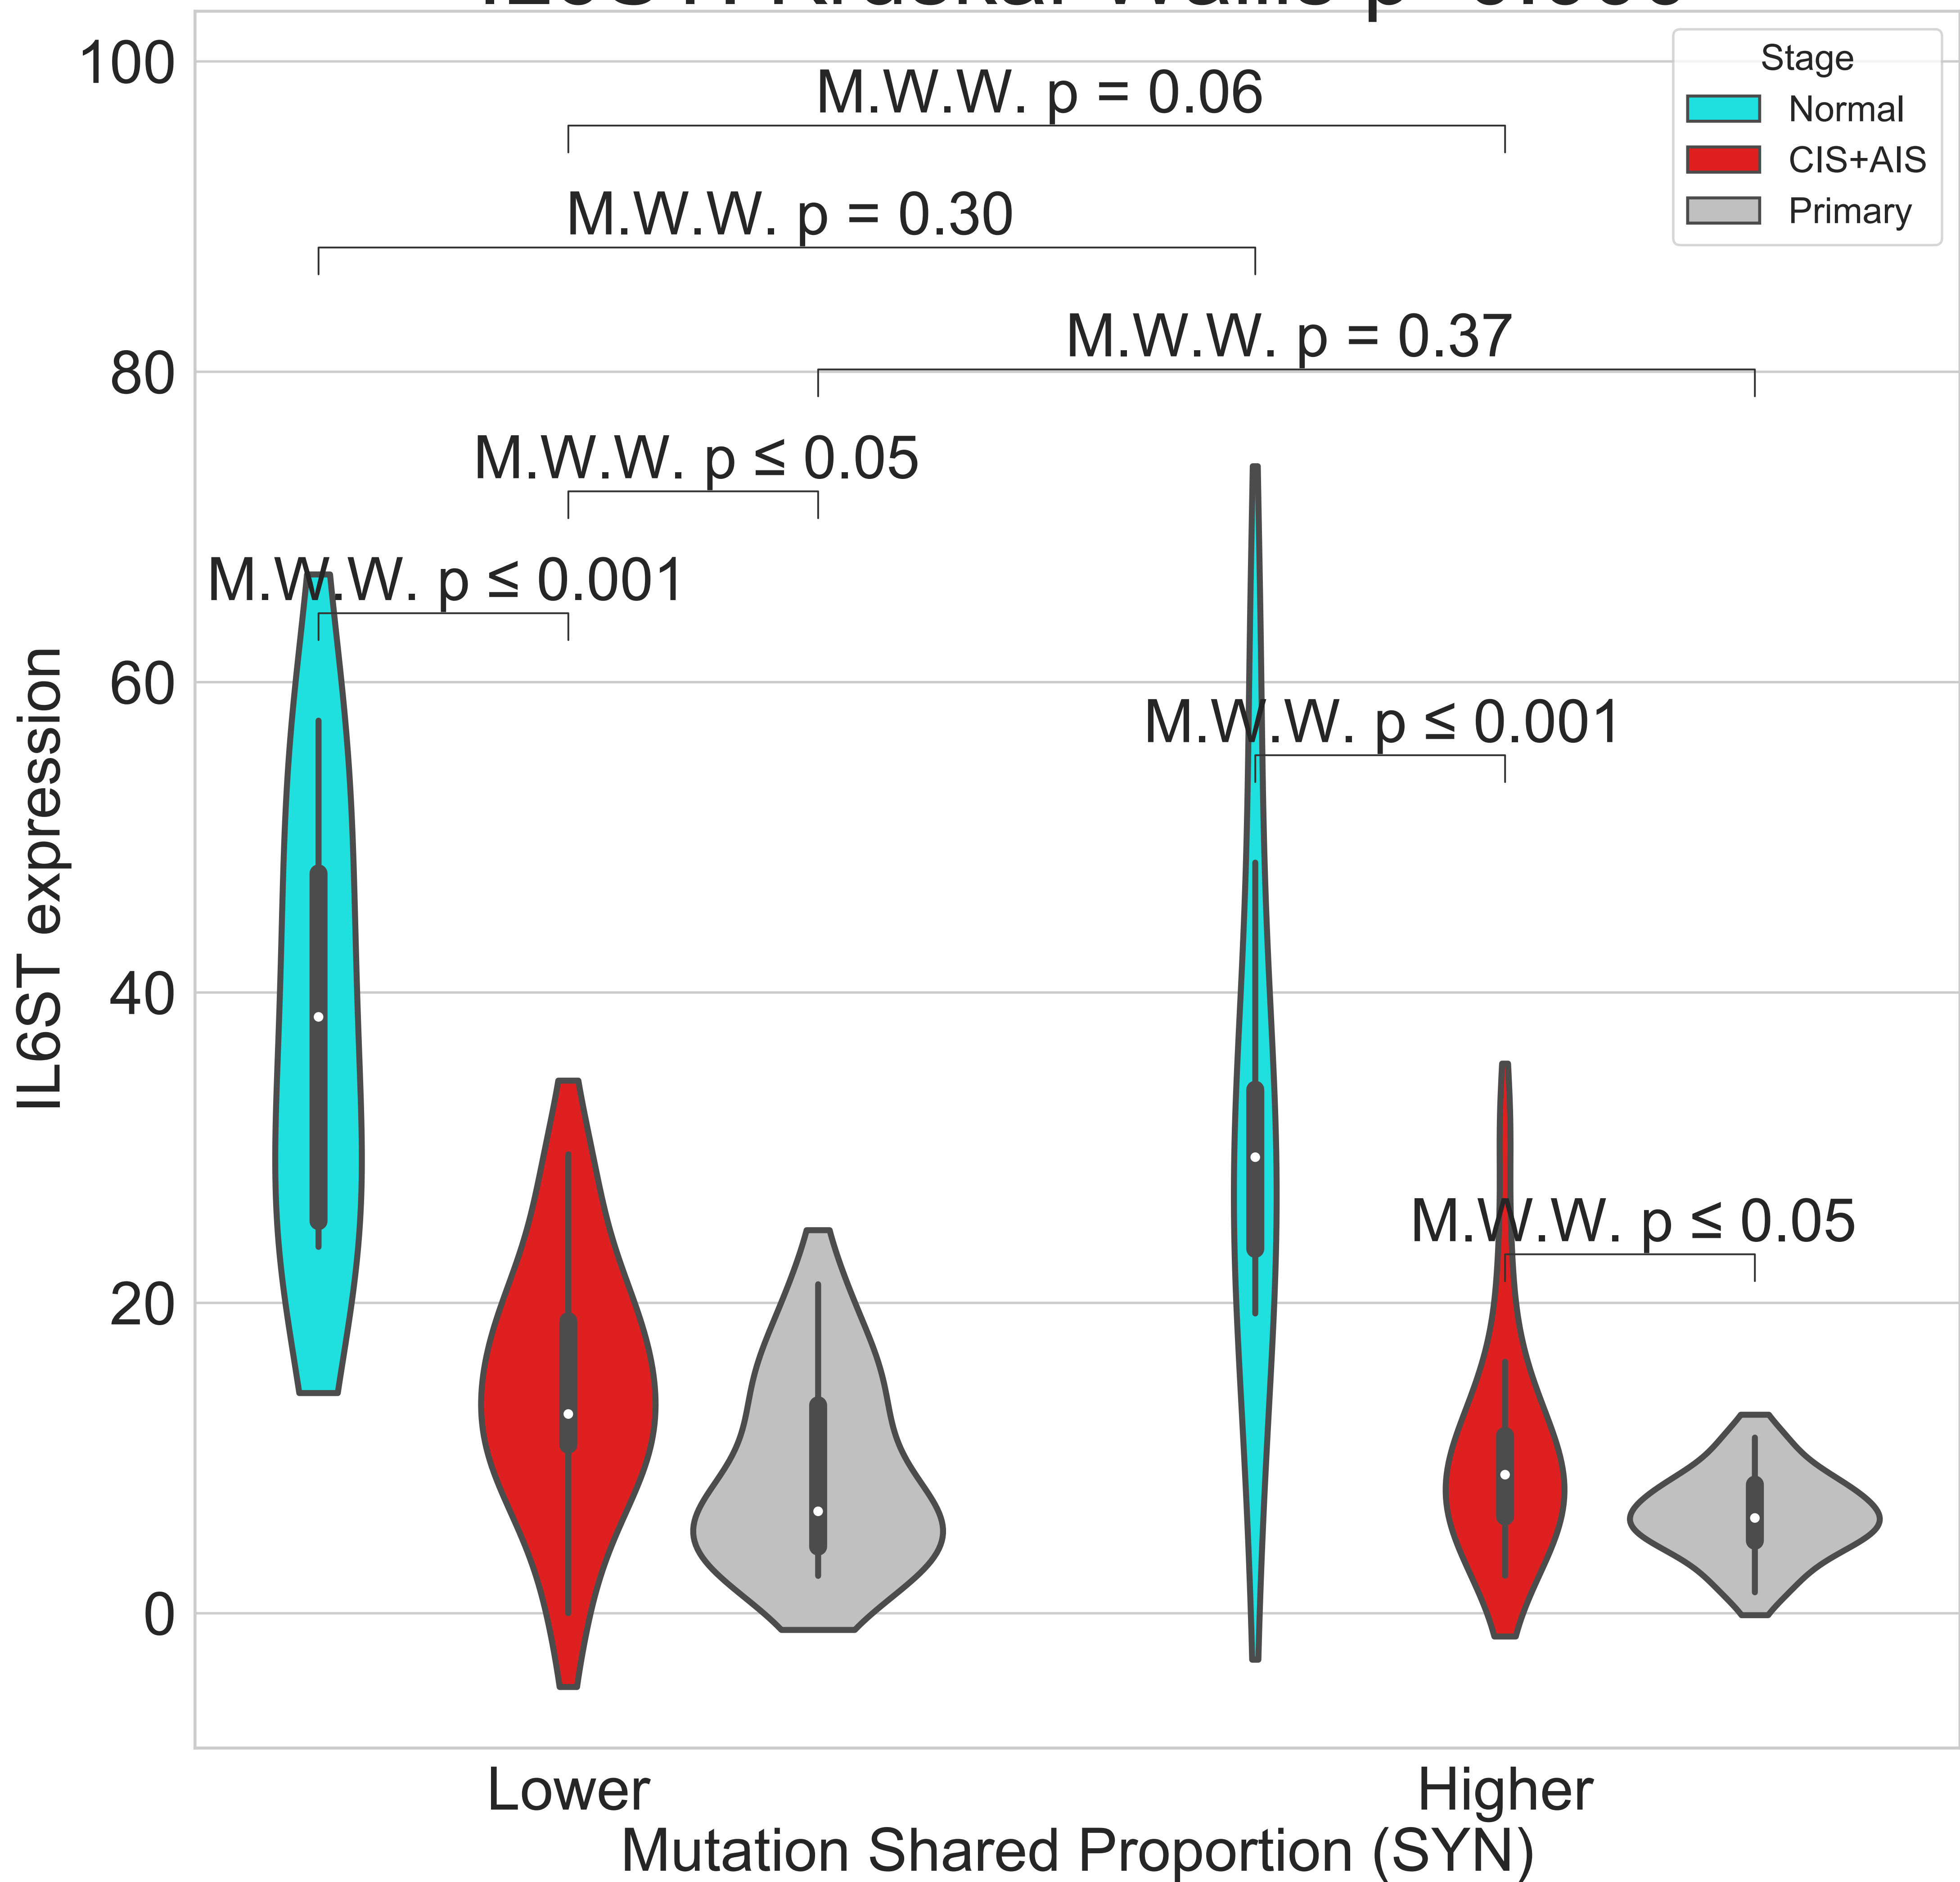 100
80
60
40
20
0
IL6ST expression
M.W.W. p = 0.06
M.W.W. p = 0.30
M.W.W. p = 0.37
M.W.W. p ≤ 0.05
M.W.W. p ≤ 0.001
M.W.W. p ≤ 0.001
M.W.W. p ≤ 0.05
Stage
Normal
CIS+AIS
Primary
Lower
Higher
Mutation Shared Proportion (SYN)